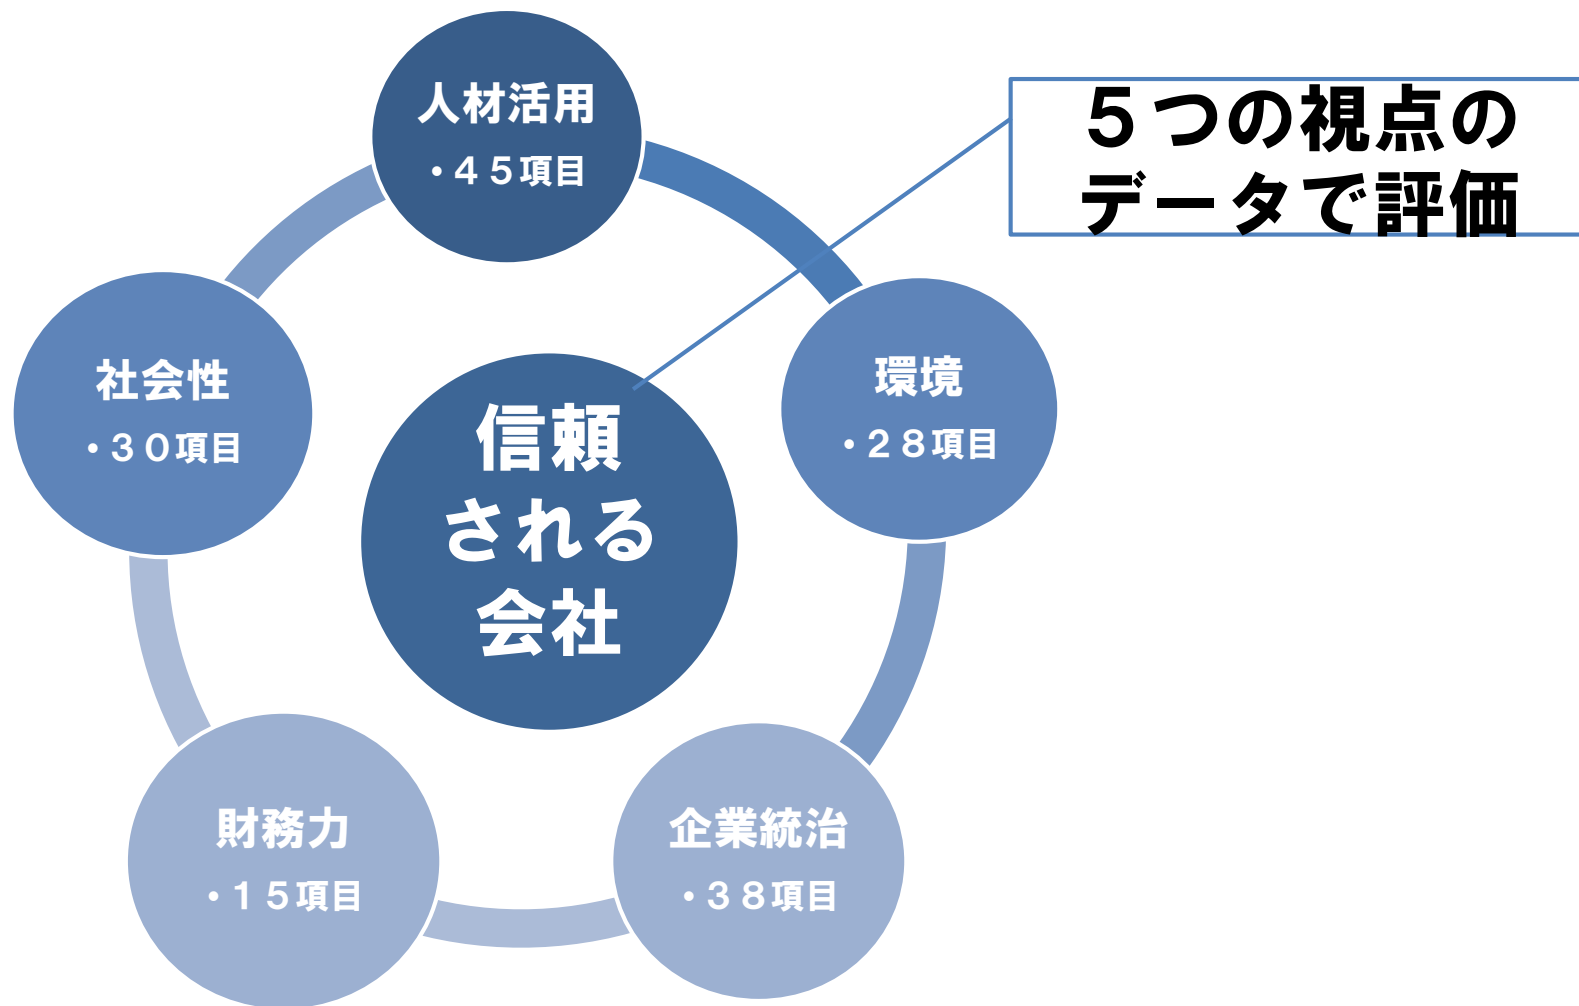 人材活用
・４５項目
５つの視点の
データで評価
社会性
・３０項目
環境
・２８項目
信頼
される
会社
財務力
・１５項目
企業統治
・３８項目